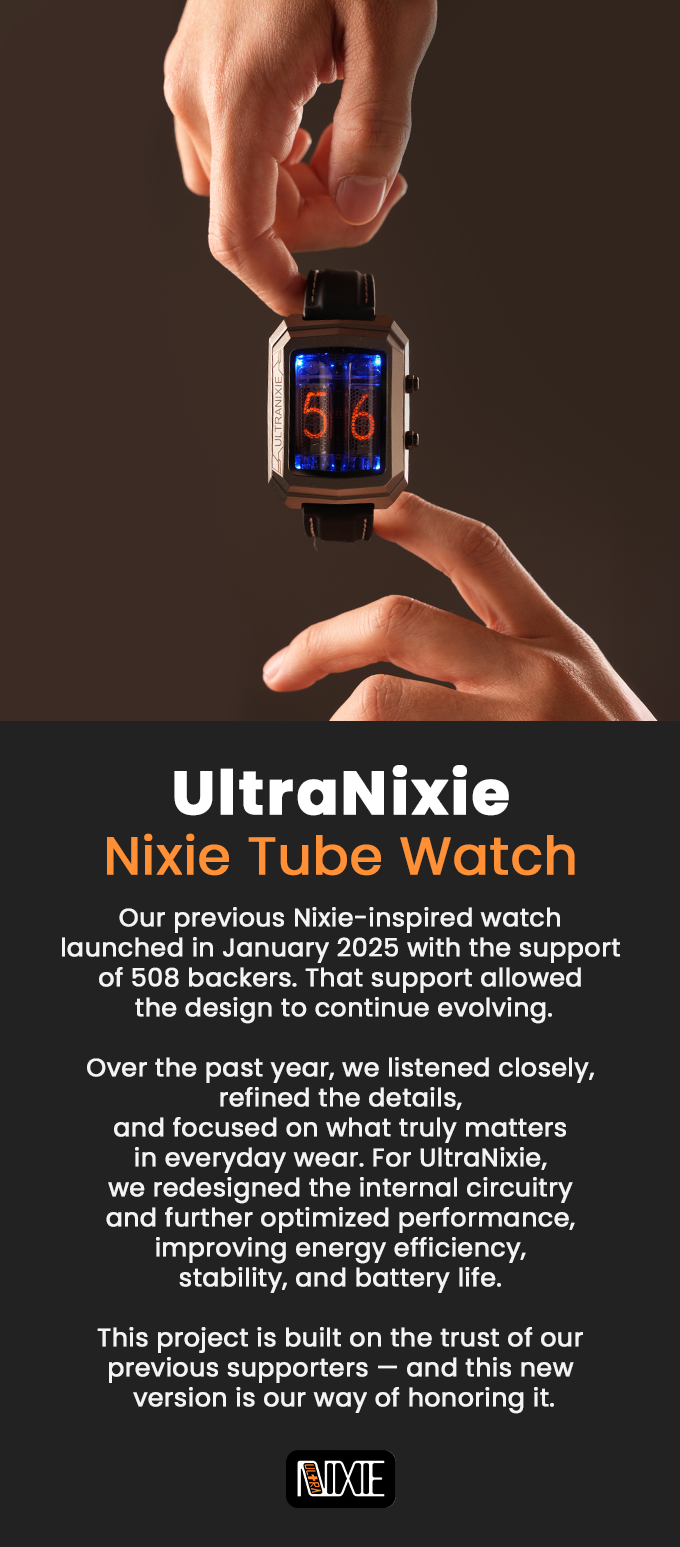 ULTRANIXIE
5 6
UltraNixie
Nixie Tube Watch
Our previous Nixie-inspired watch
launched in January 2025 with the support
of 508 backers. That support allowed
the design to continue evolving.
Over the past year, we listened closely,
refined the details,
and focused on what truly matters
in everyday wear. For UltraNixie,
we redesigned the internal circuitry
and further optimized performance,
improving energy efficiency,
stability, and battery life.
This project is built on the trust of our
previous supporters — and this new
version is our way of honoring it.
ULTRA NIXIE